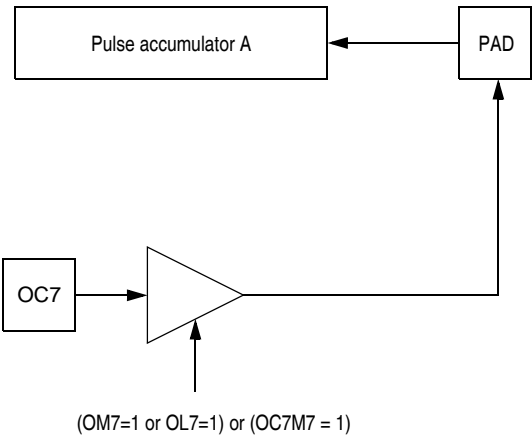 Pulse accumulator A
PAD
OC7
(OM7=1 or OL7=1) or (OC7M7 = 1)